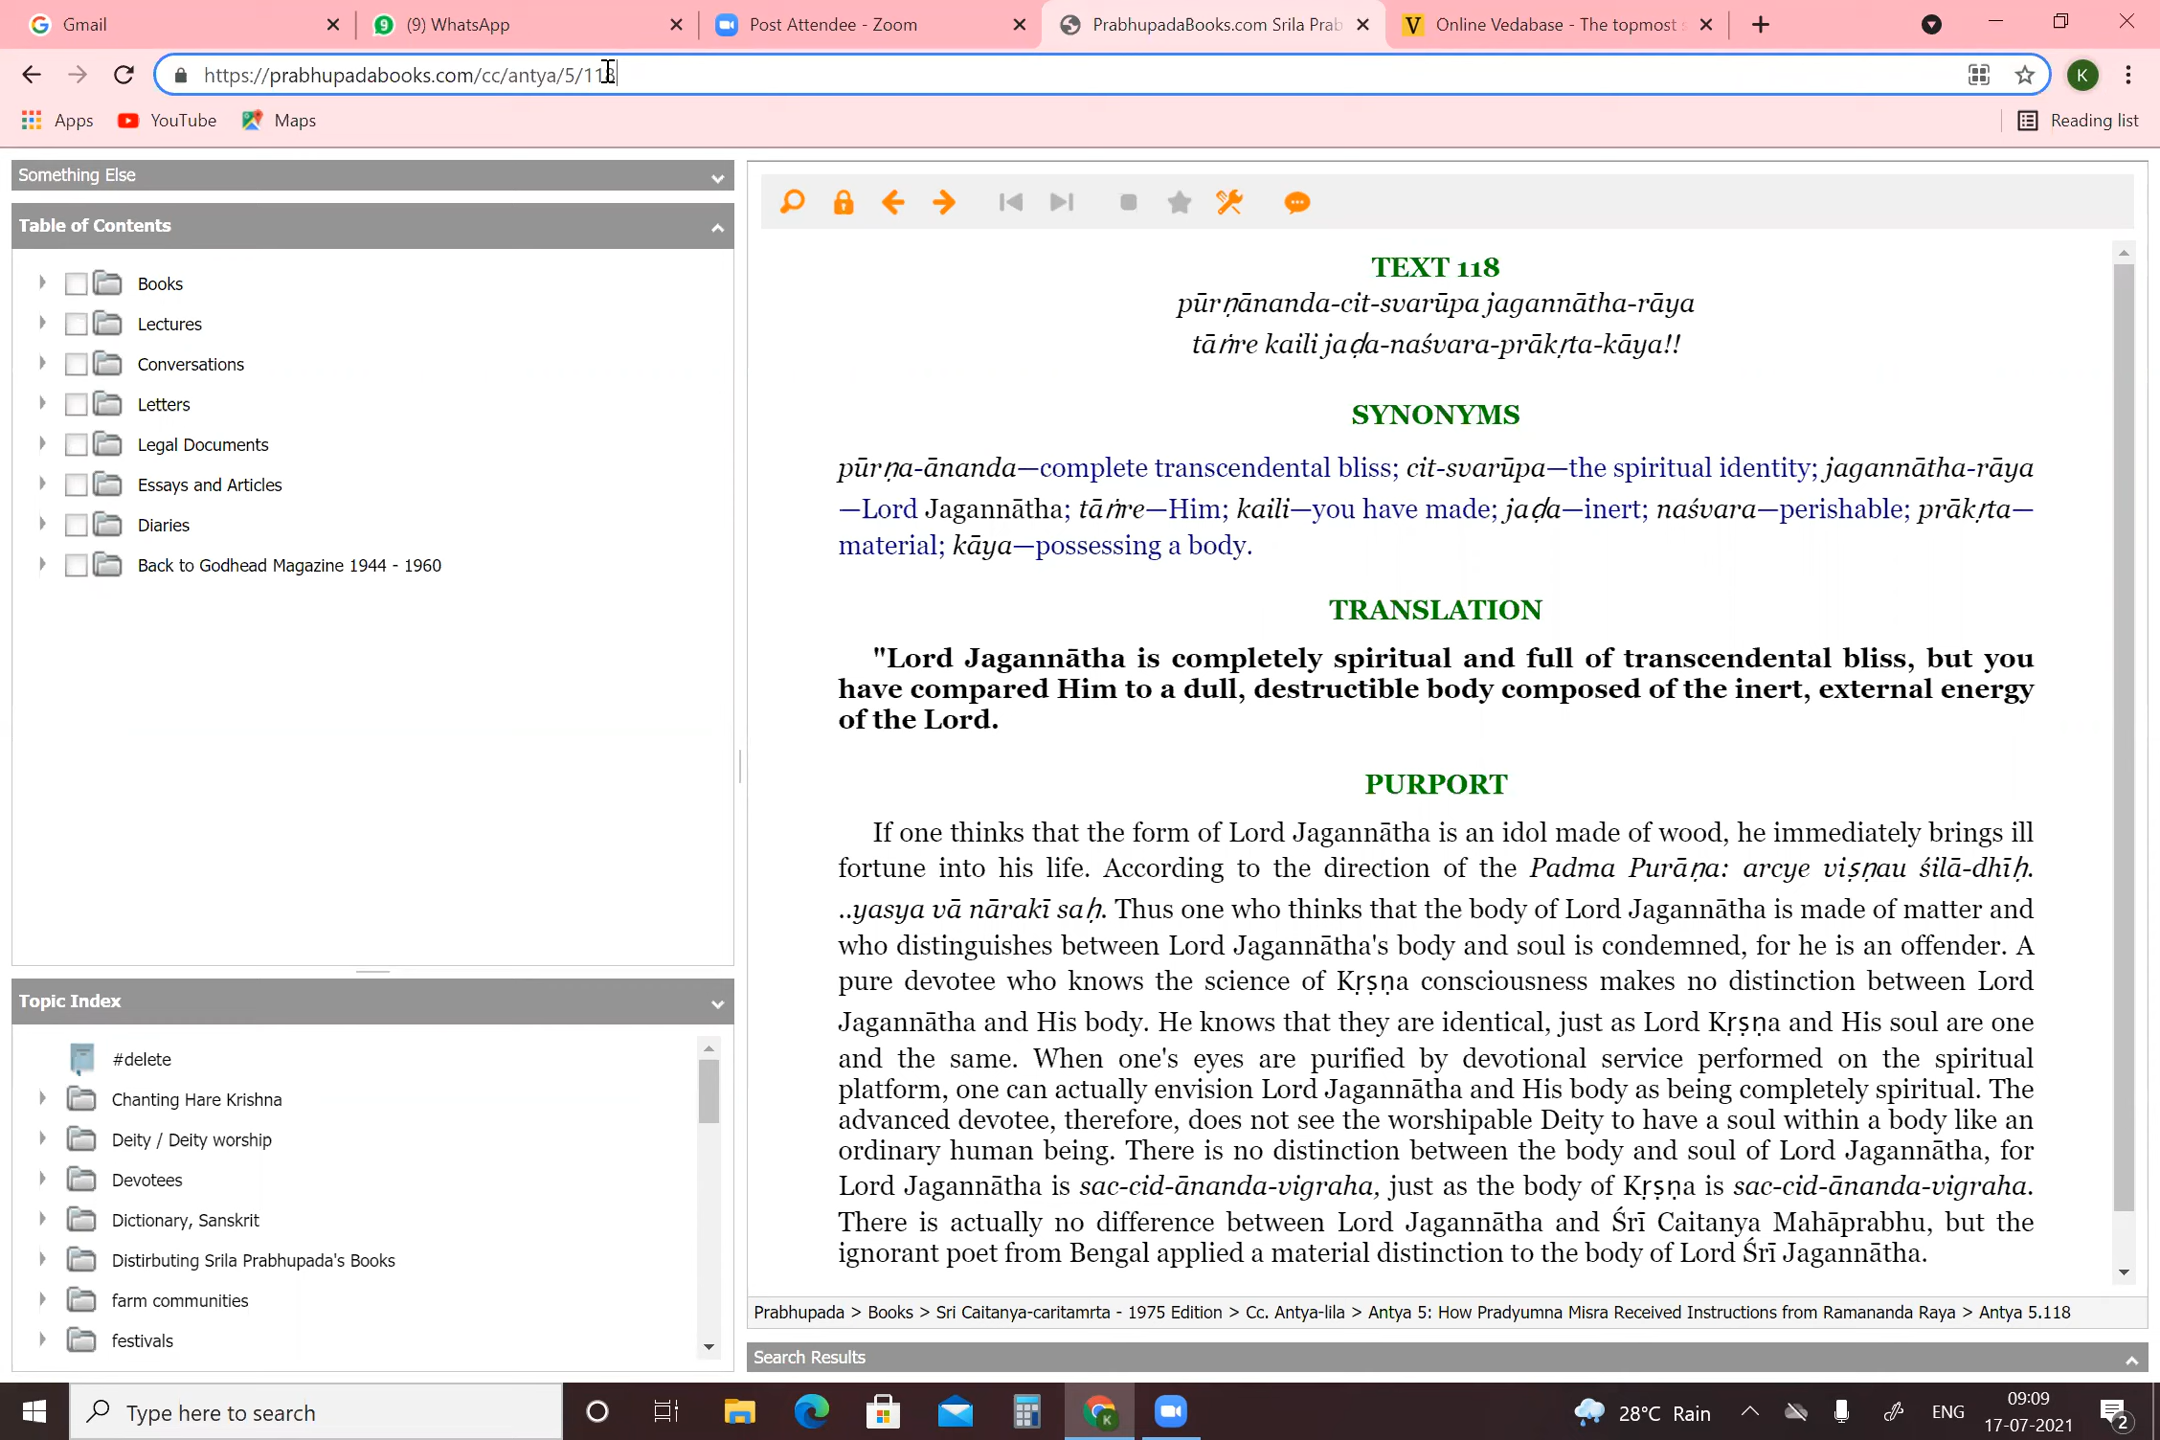 Gmail
(9) WhatsApp
Post Attendee - Zoom
PrabhupadaBooks.com Srila Prab
Online Vedabase - The topmost s
https://prabhupadabooks.com/cc/antya/5/118
K
Apps
YouTube
Maps
Reading list
Something Else
Table of Contents
Books
Lectures
Conversations
Letters
Legal Documents
Essays and Articles
Diaries
Back to Godhead Magazine 1944 - 1960
Topic Index
#delete
Chanting Hare Krishna
Deity / Deity worship
Devotees
Dictionary, Sanskrit
Distirbuting Srila Prabhupada's Books
farm communities
festivals
TEXT 118
pūrṇānanda-cit-svarūpa jagannātha-rāya
tāṅre kaili jaḍa-naśvara-prākṛta-kāya!!
SYNONYMS
pūrṇa-ānanda—complete transcendental bliss; cit-svarūpa—the spiritual identity; jagannātha-rāya
—Lord Jagannātha; tāṅre—Him; kaili—you have made; jaḍa—inert; naśvara—perishable; prākṛta—
material; kāya—possessing a body.
TRANSLATION
"Lord Jagannātha is completely spiritual and full of transcendental bliss, but you
have compared Him to a dull, destructible body composed of the inert, external energy
of the Lord.
PURPORT
If one thinks that the form of Lord Jagannātha is an idol made of wood, he immediately brings ill
fortune into his life. According to the direction of the Padma Purāṇa: arcye viṣṇau śilā-dhīḥ.
..yasya vā nārakī saḥ. Thus one who thinks that the body of Lord Jagannātha is made of matter and
who distinguishes between Lord Jagannātha's body and soul is condemned, for he is an offender. A
pure devotee who knows the science of Kṛṣṇa consciousness makes no distinction between Lord
Jagannātha and His body. He knows that they are identical, just as Lord Kṛṣṇa and His soul are one
and the same. When one's eyes are purified by devotional service performed on the spiritual
platform, one can actually envision Lord Jagannātha and His body as being completely spiritual. The
advanced devotee, therefore, does not see the worshipable Deity to have a soul within a body like an
ordinary human being. There is no distinction between the body and soul of Lord Jagannātha, for
Lord Jagannātha is sac-cid-ānanda-vigraha, just as the body of Kṛṣṇa is sac-cid-ānanda-vigraha.
There is actually no difference between Lord Jagannātha and Śrī Caitanya Mahāprabhu, but the
ignorant poet from Bengal applied a material distinction to the body of Lord Śrī Jagannātha.
Prabhupada > Books > Sri Caitanya-caritamrta - 1975 Edition > Cc. Antya-lila > Antya 5: How Pradyumna Misra Received Instructions from Ramananda Raya > Antya 5.118
Search Results
Type here to search
28°C Rain
ENG
09:09
17-07-2021
2